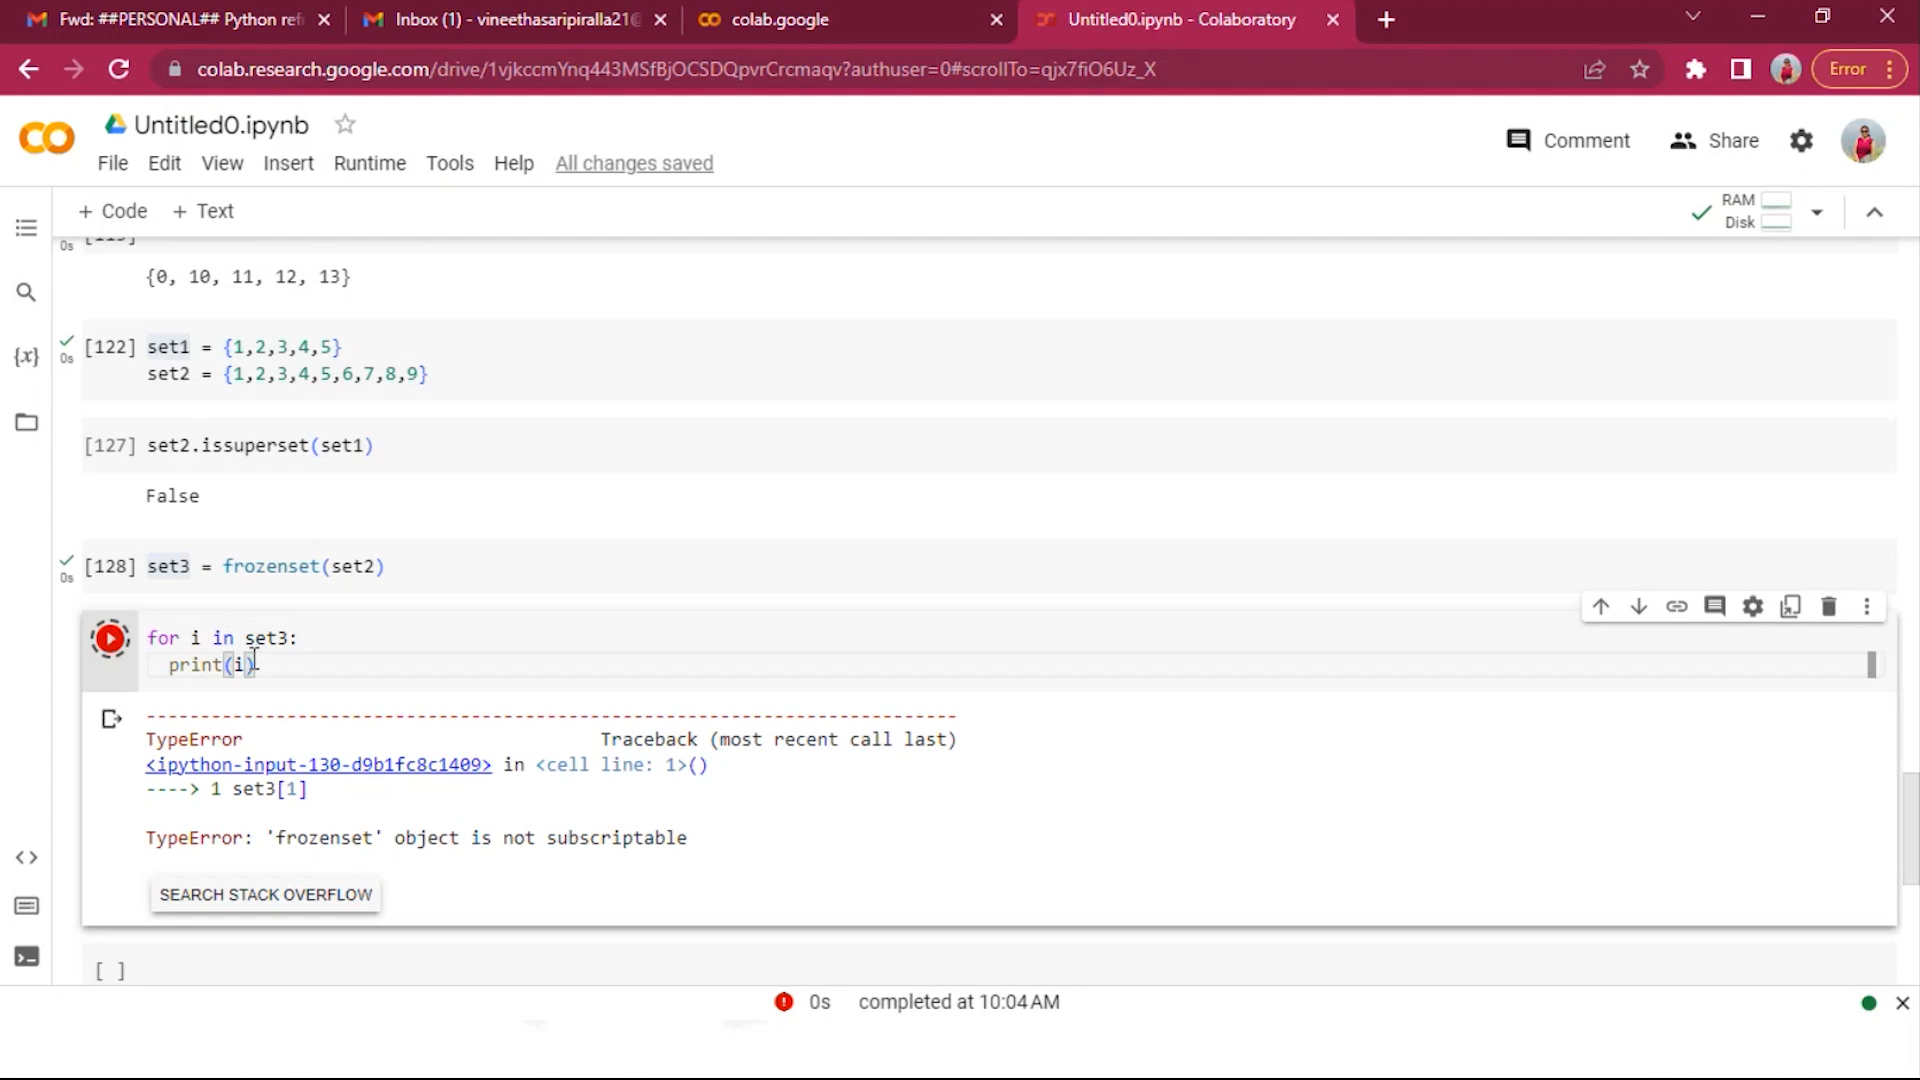 Fwd: ##PERSONAL## Python ref
Inbox (1) - vineethasaripiralla21@
colab.google
Untitled0.ipynb - Colaboratory
colab.research.google.com/drive/1vjkccmYnq443MSfBjOCSDQpvrCrcmaqv?authuser=0#scrollTo=qjx7fiO6Uz_X
Error
CO
Untitled0.ipynb
Comment
Share
File Edit View Insert Runtime Tools Help All changes saved
+ Code + Text
RAM
Disk
0s
{0, 10, 11, 12, 13}
[122] set1 = {1,2,3,4,5}
0s
set2 = {1,2,3,4,5,6,7,8,9}
{x}
[127] set2.issuperset(set1)
False
[128] set3 = frozenset(set2)
0s
for i in set3:
print(i)
--------------------------------------------------------------------------- 
TypeError Traceback (most recent call last)
<ipython-input-130-d9b1fc8c1409> in <cell line: 1>()
----> 1 set3[1]
TypeError: 'frozenset' object is not subscriptable
SEARCH STACK OVERFLOW
[ ]
0s completed at 10:04 AM